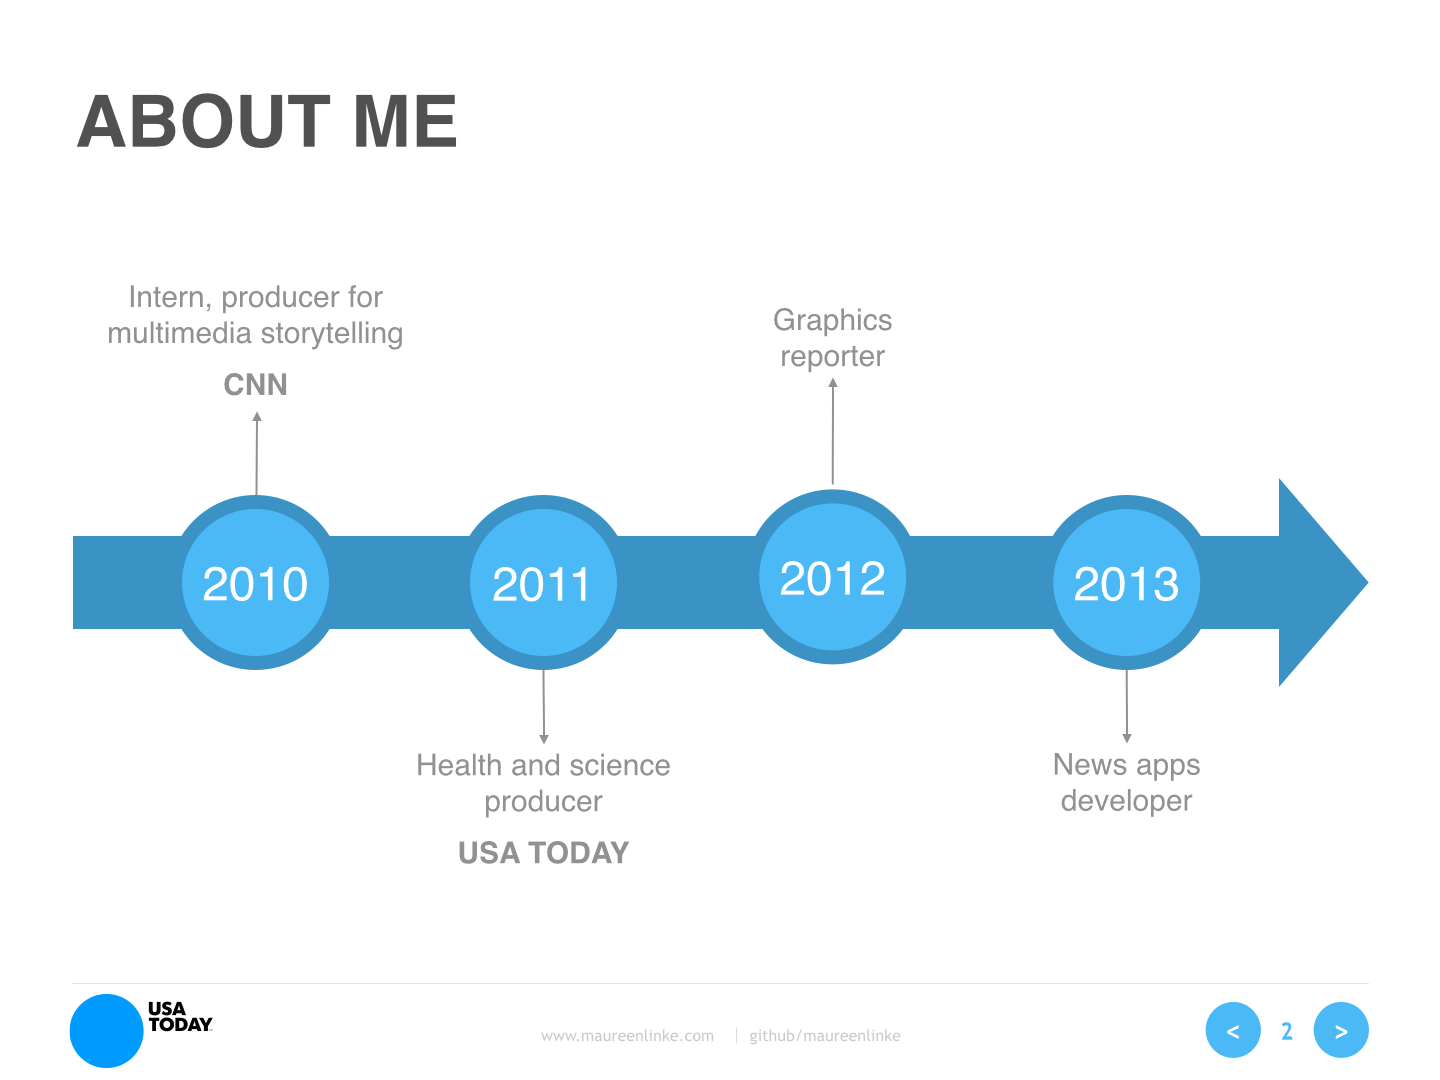 ABOUT ME
Intern, producer for
multimedia storytelling
CNN
Graphics
reporter
2010
2011
2012
2013
Health and science
producer
USA TODAY
News apps
developer
USA
TODAY
www.maureenlinke.com | github/maureenlinke
< 2 >